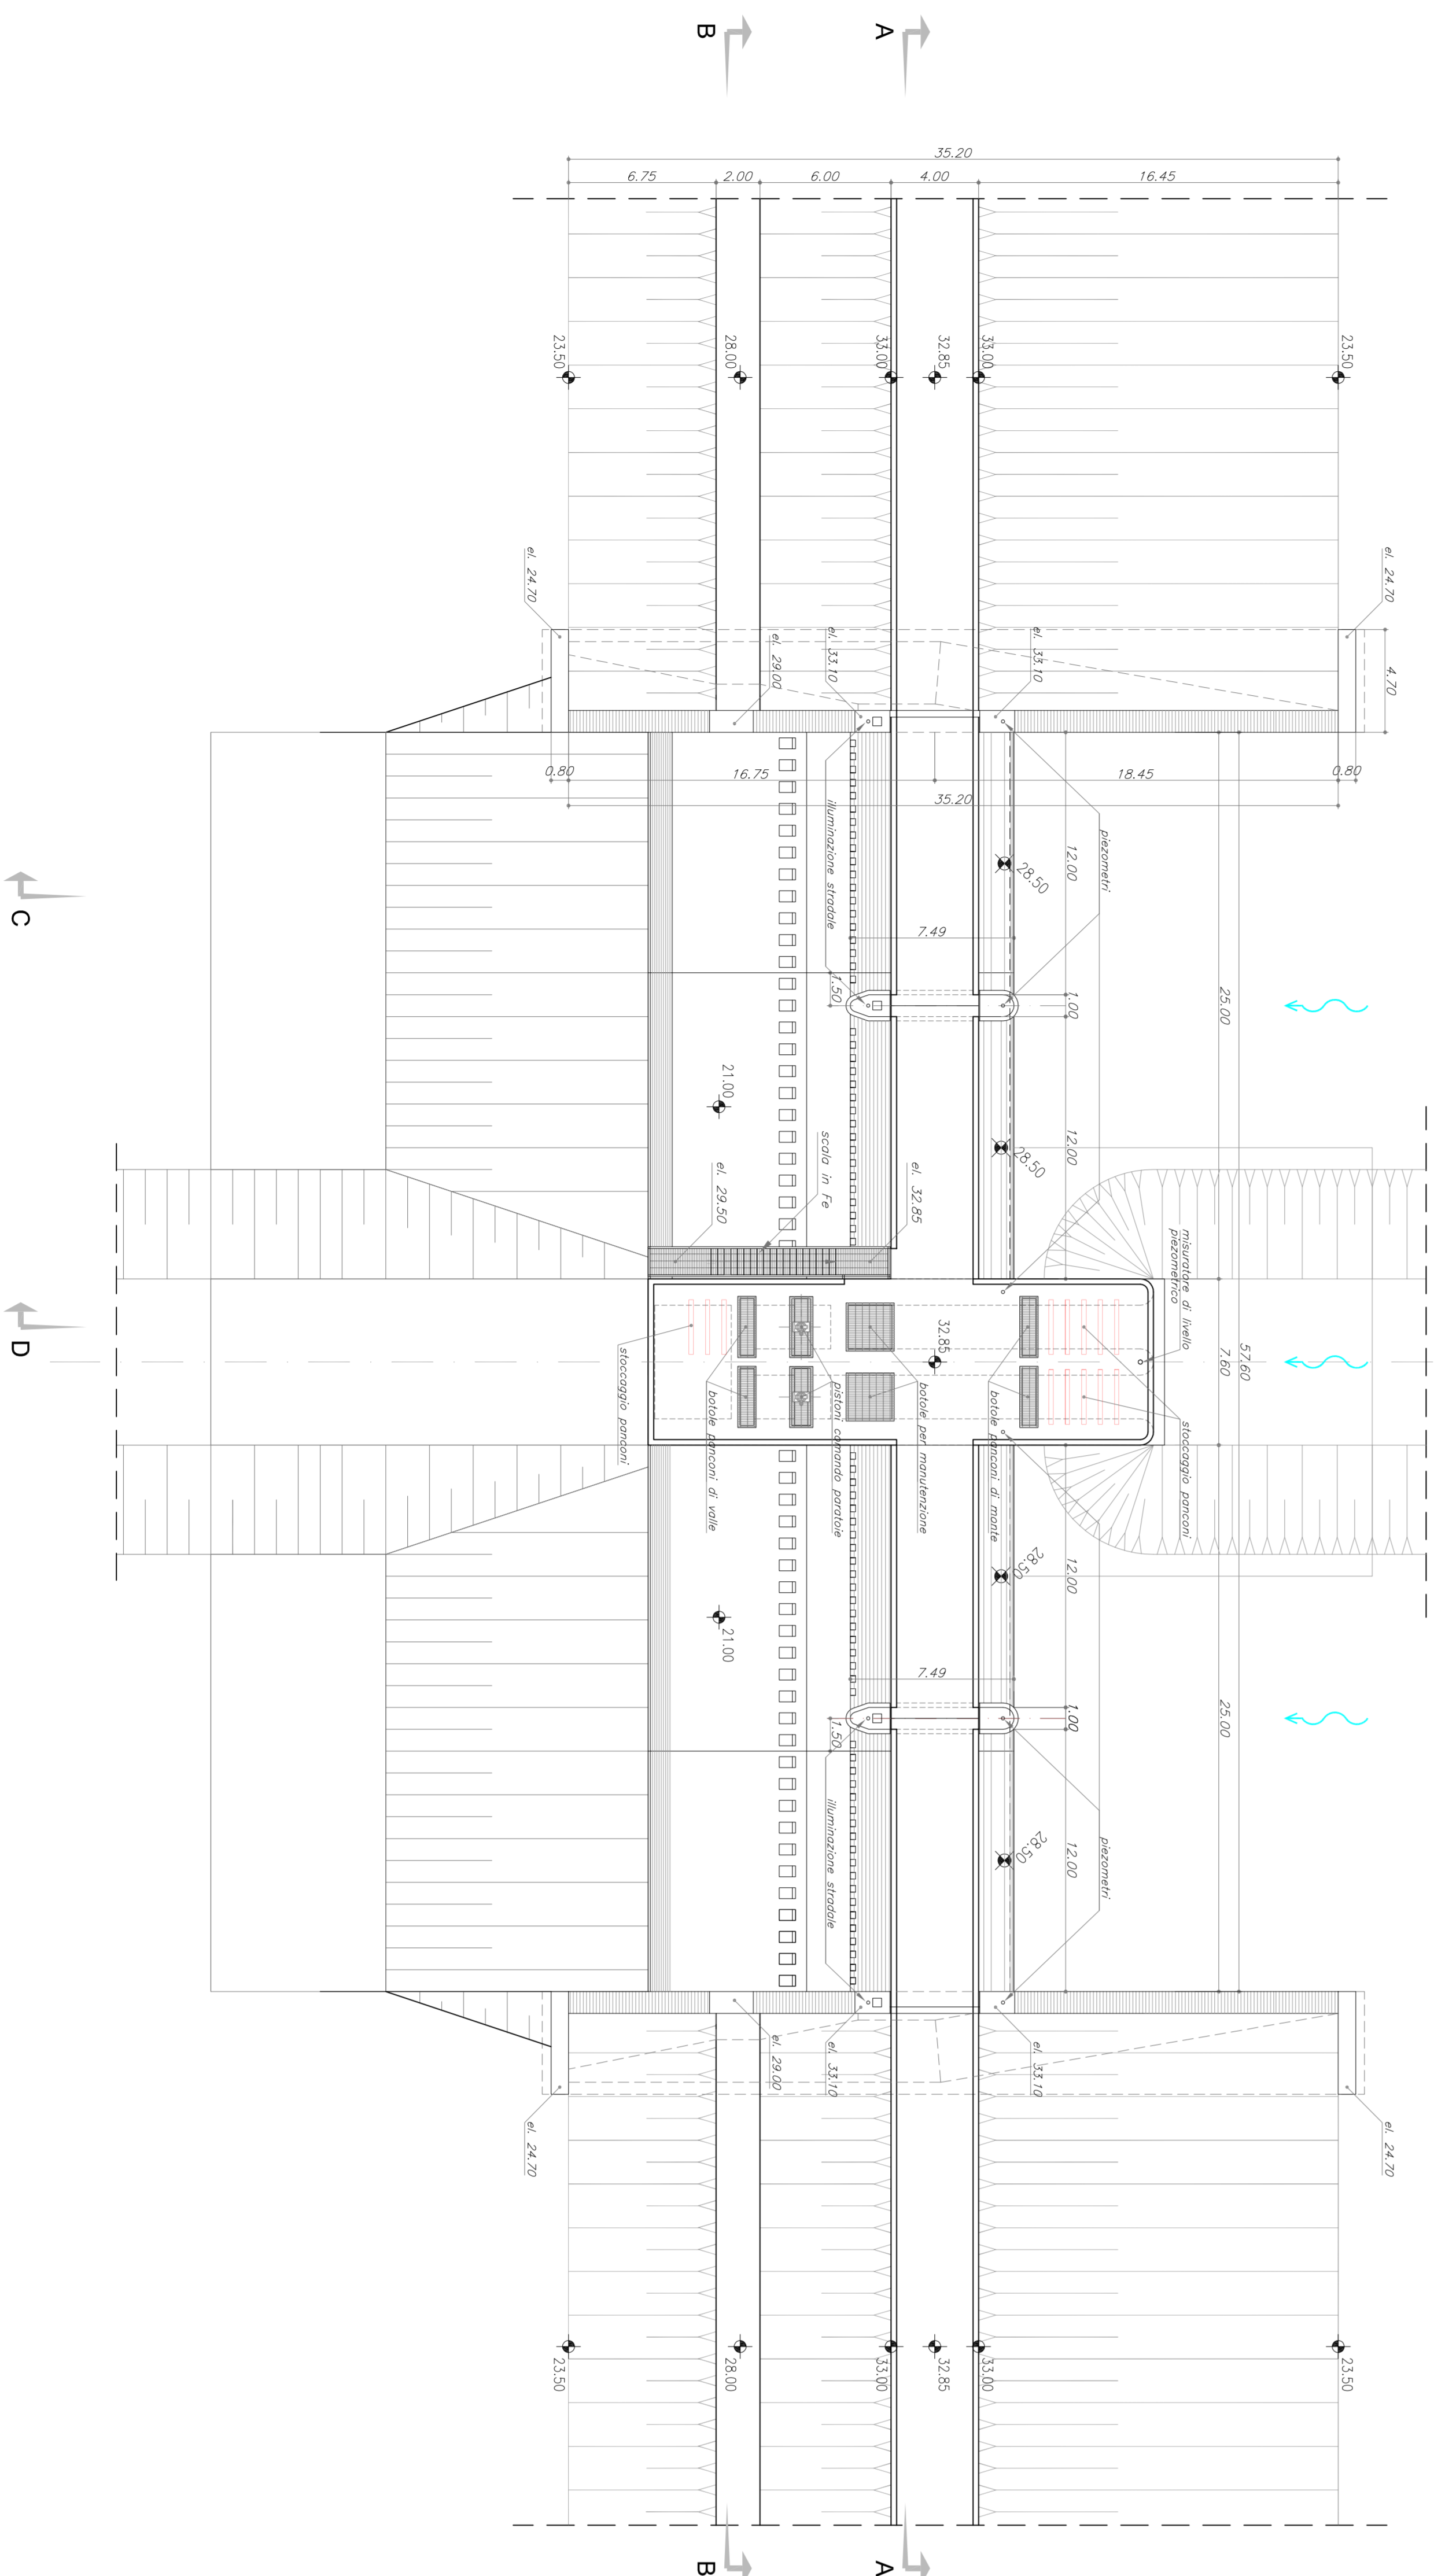 B
A
35.20
6.75
2.00
6.00
4.00
16.45
23.50
28.00
33.00
32.85
33.00
23.50
el. 24.70
el. 29.00
el. 33.10
el. 33.10
el. 24.70
4.70
0.80
16.75
18.45
0.80
35.20
illuminazione stradale
piezometri
12.00
28.50
7.49
1.50
1.00
25.00
C
21.00
12.00
28.50
scala in Fe
el. 29.50
el. 32.85
misuratore di livello
piezometrico
D
32.85
7.60
57.60
stoccaggio panconi
botole panconi di valle
pistoni comando paratoie
botole per manutenzione
botole panconi di monte
stoccaggio panconi
28.50
12.00
21.00
7.49
1.00
1.50
25.00
28.50
12.00
illuminazione stradale
piezometri
el. 29.00
el. 33.10
el. 33.10
el. 24.70
el. 24.70
23.50
28.00
33.00
32.85
33.00
23.50
B
A